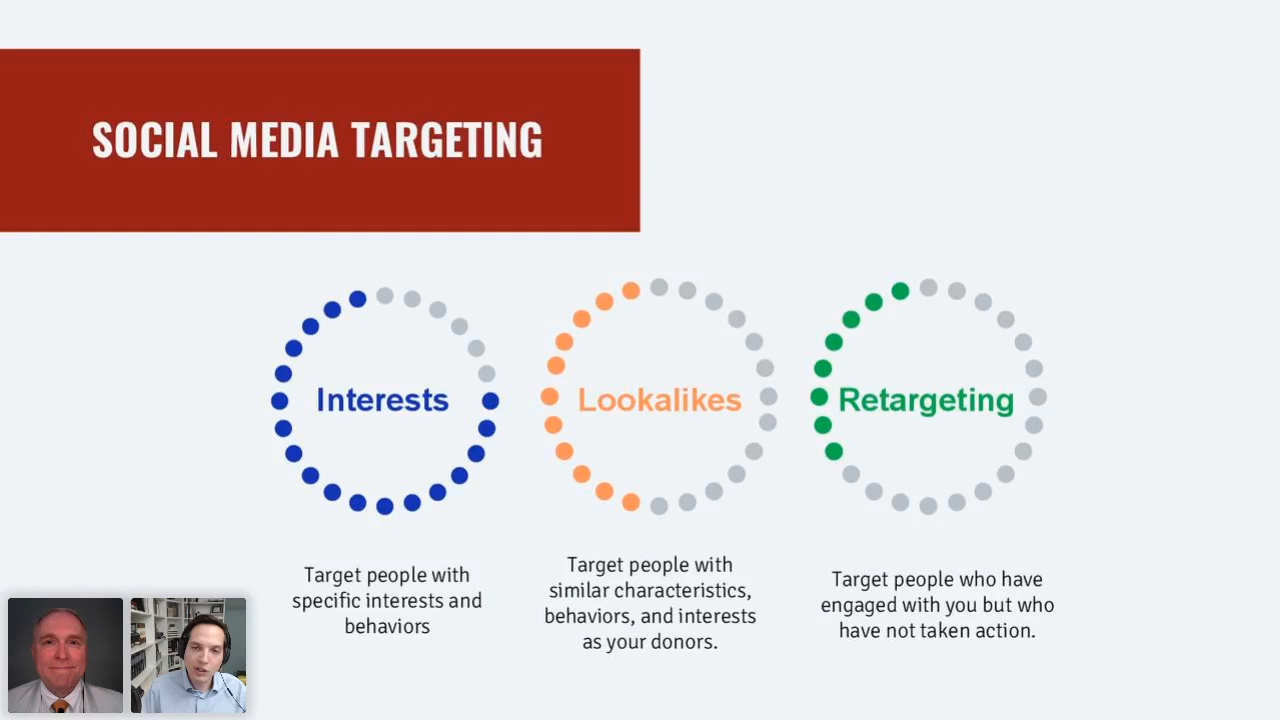 SOCIAL MEDIA TARGETING
Interests
Target people with
specific interests and
behaviors
Lookalikes
Target people with
similar characteristics,
behaviors, and interests
as your donors.
Retargeting
Target people who have
engaged with you but who
have not taken action.